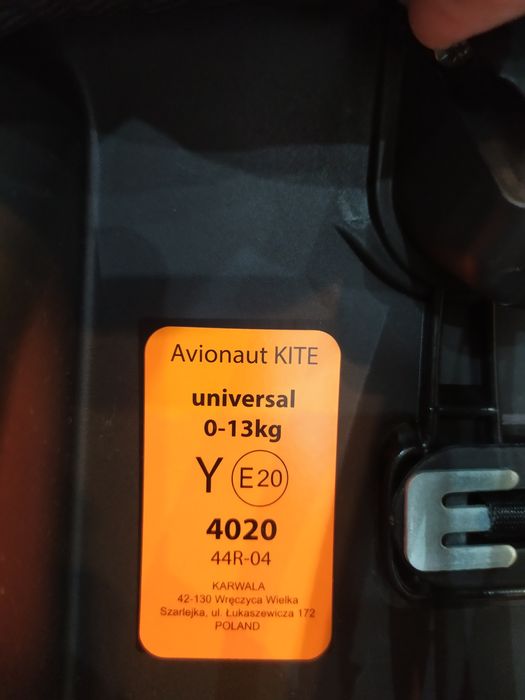 Avionaut KITE
universal
0-13kg
Y E20
4020
44R-04
KARWALA
42-130 Wręczyca Wielka
Szarlejka, ul. Łukaszewicza 172
POLAND